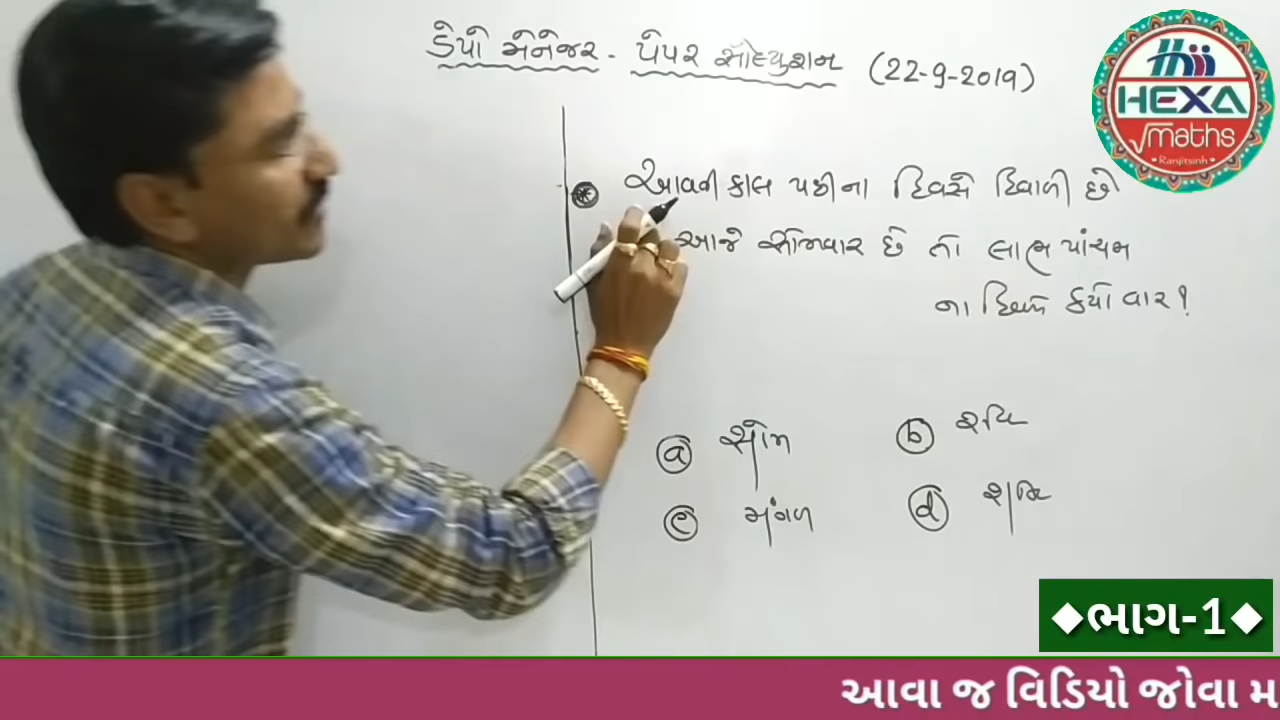 ડેપો મેનેજર - પેપર સોલ્યુશન (22-9-2019)
HEXA
√maths
Ranjitsinh
આવની કાલ પછીના દિવસે દિવાળી છે
આજે સોમવાર છે તો લાભ પાંચમ
ના દિવસે કયો વાર ?
a સોમ
b રવિ
c મંગળ
d શનિ
◆ભાગ-1◆
આવા જ વિડિયો જોવા મ